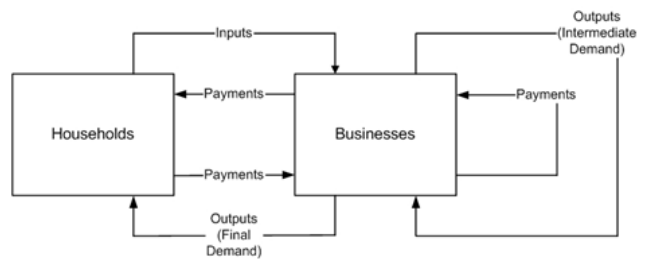 Outputs
(Intermediate
Demand)
Inputs
Payments
Payments
Households
Businesses
Payments
Outputs
(Final
Demand)